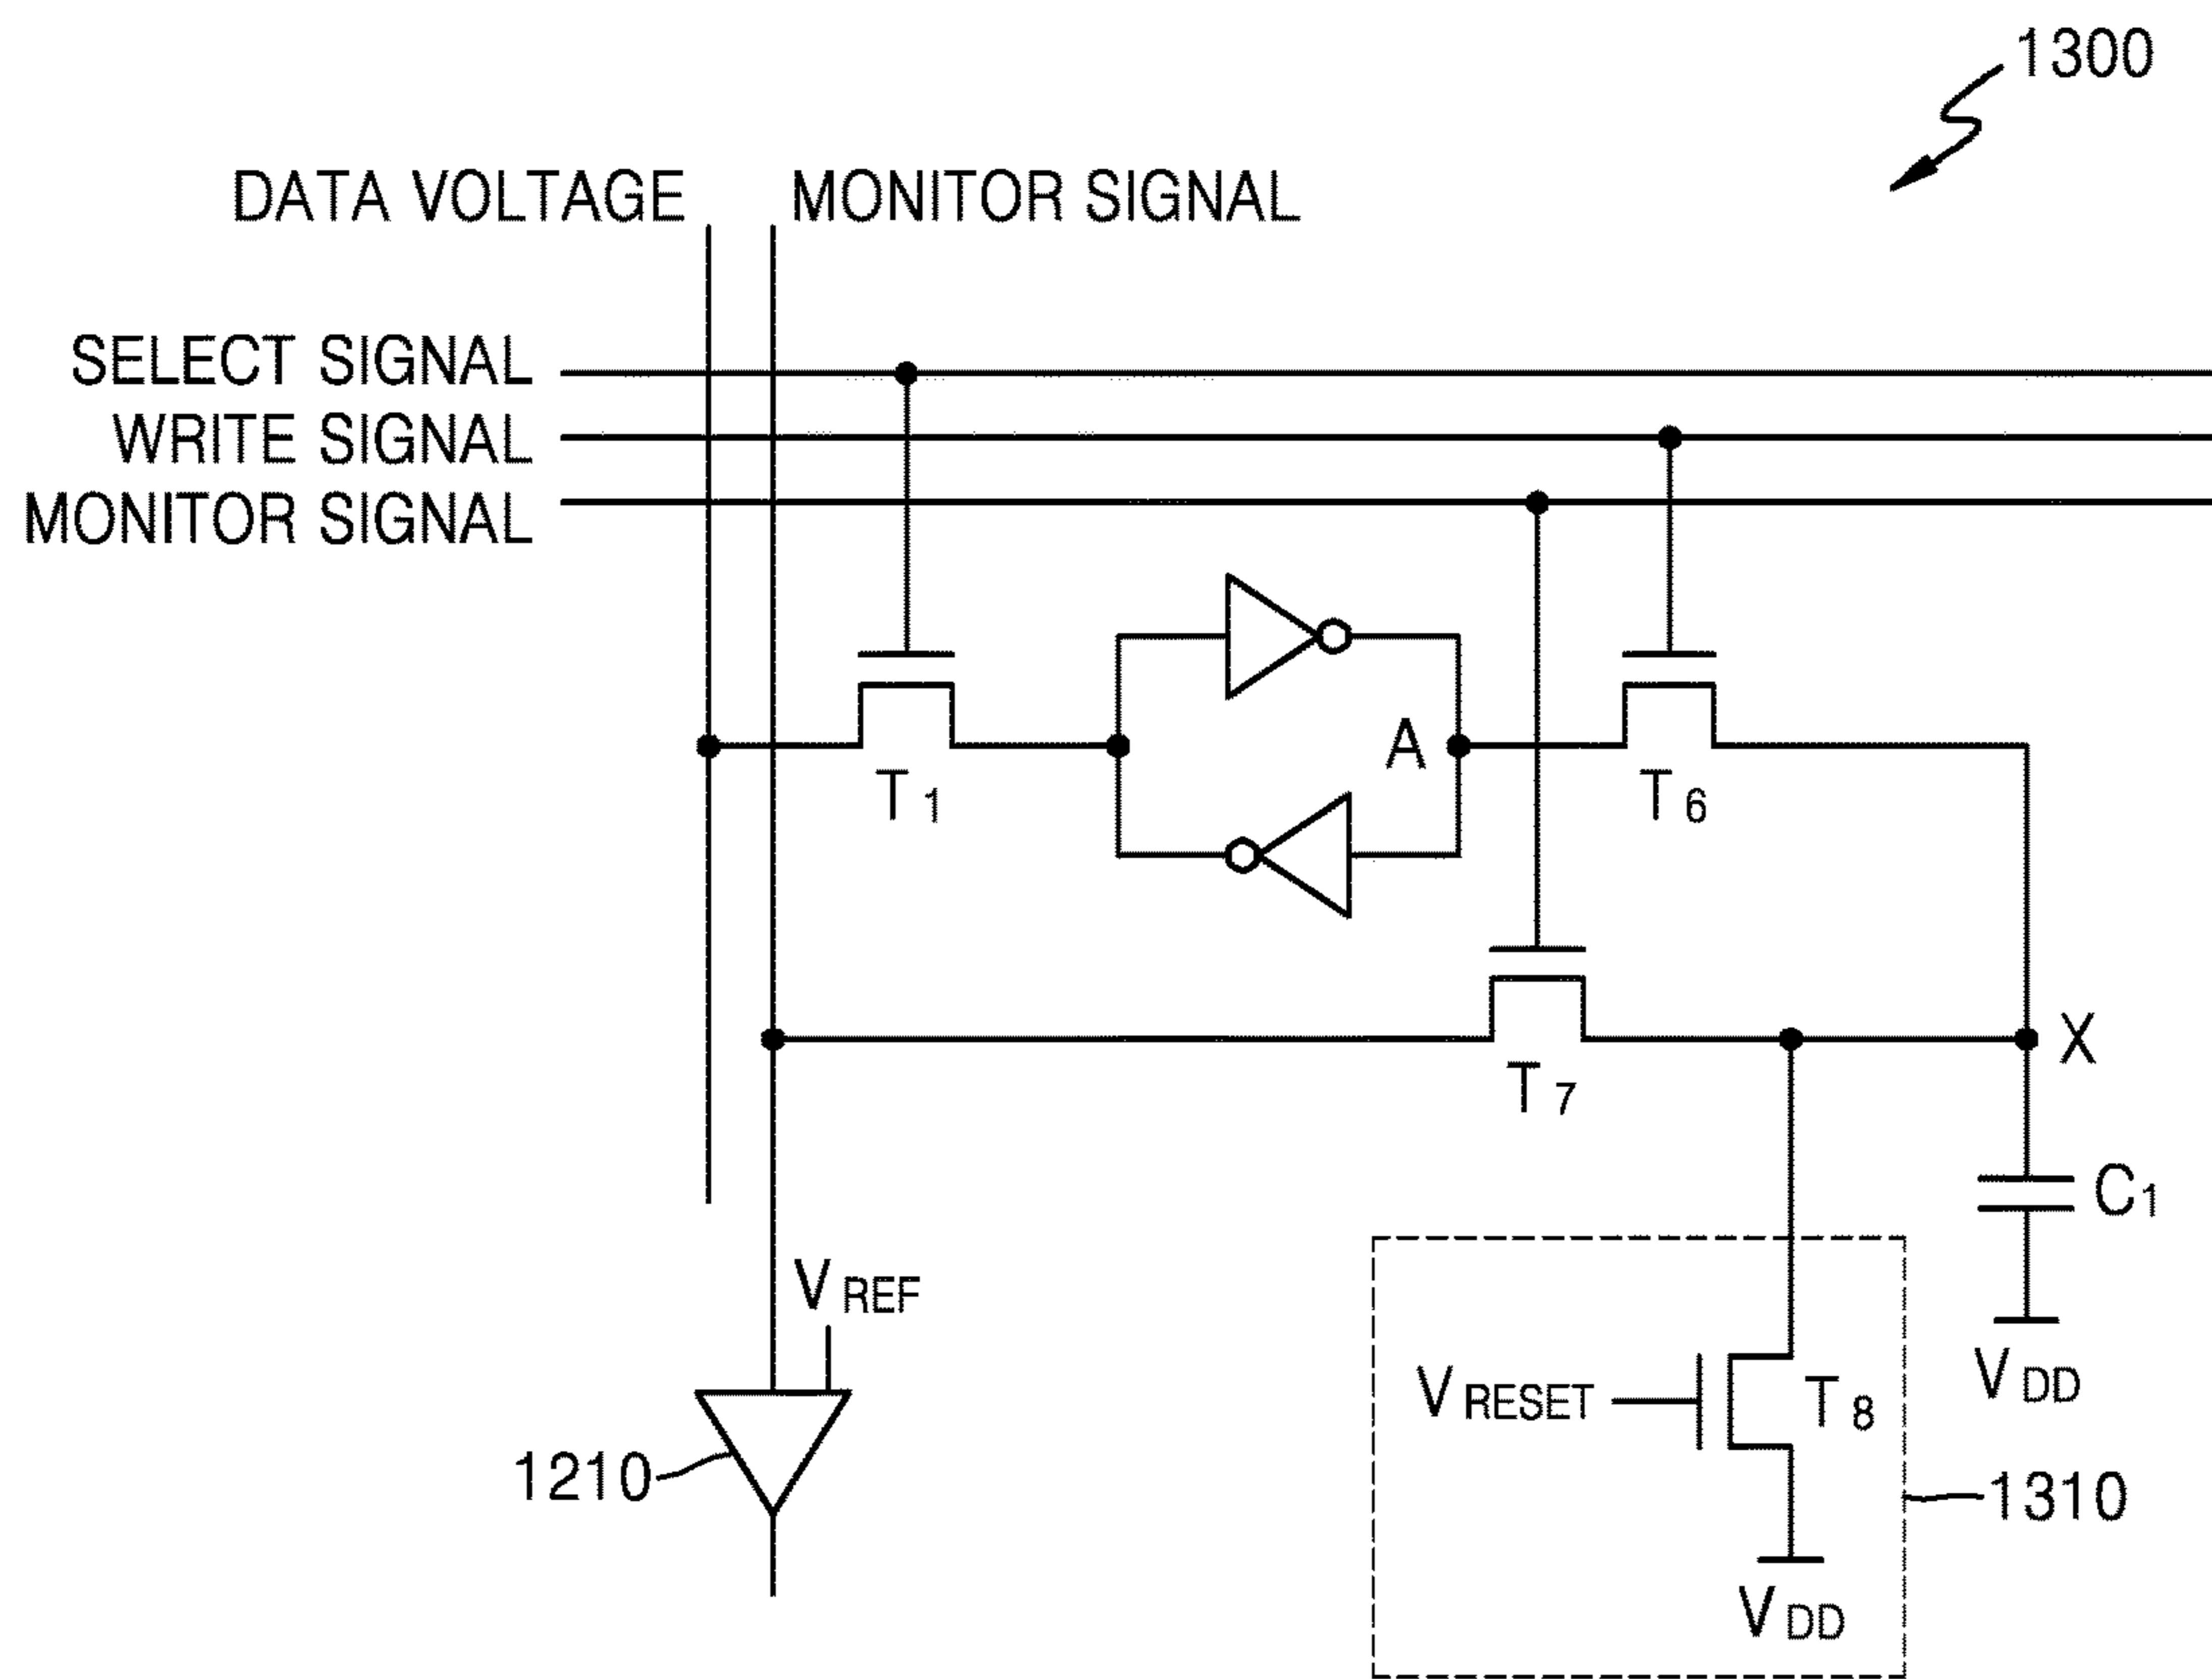 1300
DATA VOLTAGE MONITOR SIGNAL
SELECT SIGNAL
WRITE SIGNAL
MONITOR SIGNAL
A
T1
T6
X
T7
C1
VREF
VDD
VRESET
T8
1210
1310
VDD